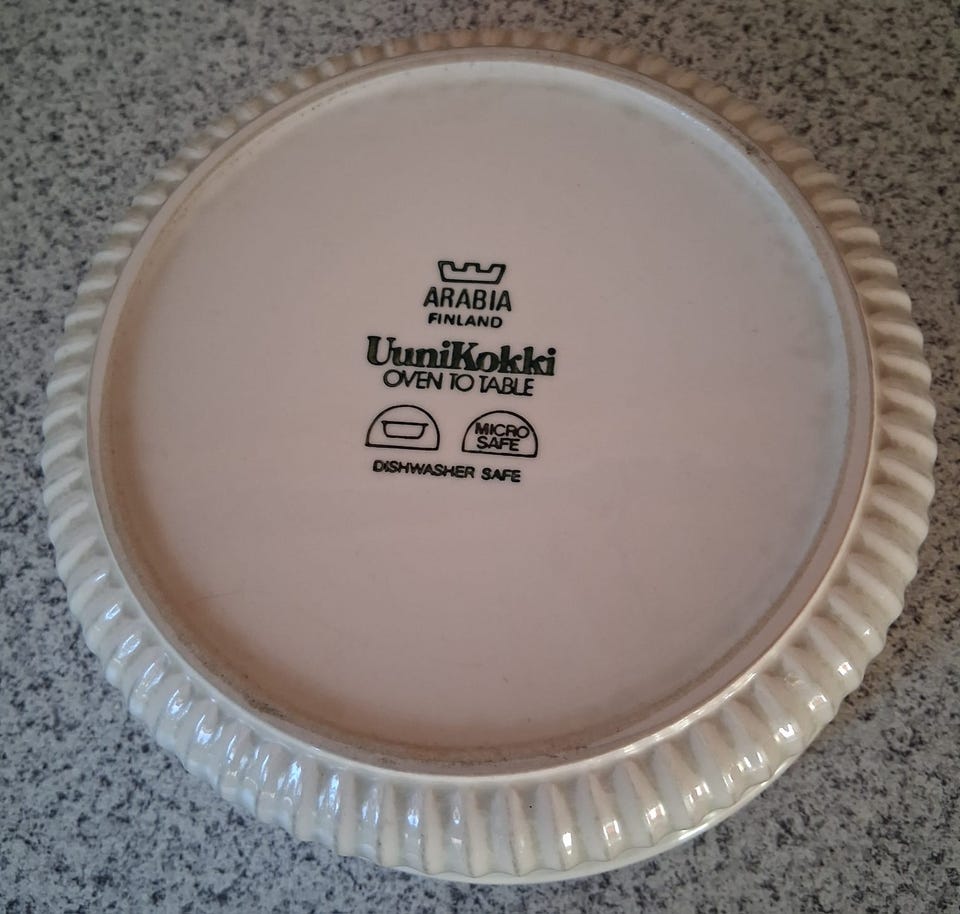 ARABIA
FINLAND
UuniKokki
OVEN TO TABLE
MICRO
SAFE
DISHWASHER SAFE